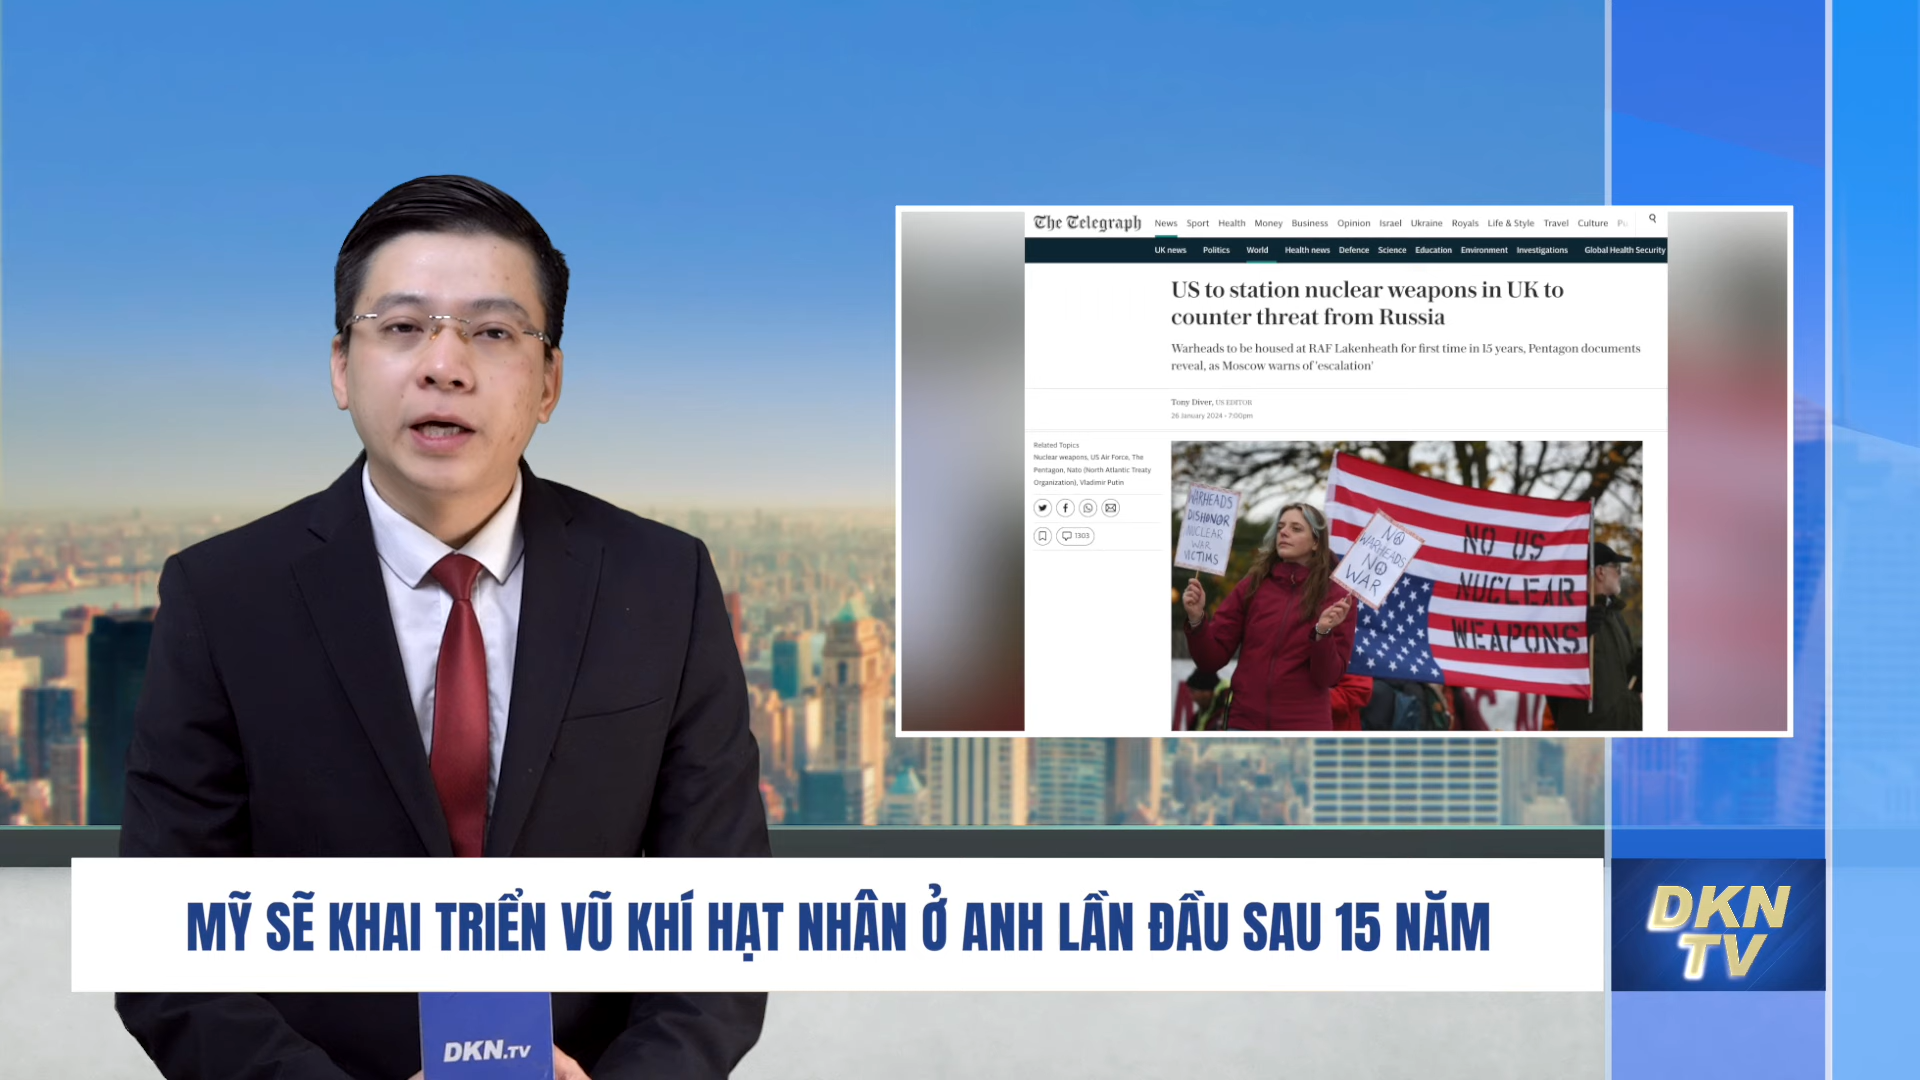 The Telegraph
News Sport Health Money Business Opinion Israel Ukraine Royals Life & Style Travel Culture
UK news Politics World Health news Defence Science Education Environment Investigations Global Health Security
US to station nuclear weapons in UK to
counter threat from Russia
Warheads to be housed at RAF Lakenheath for first time in 15 years, Pentagon documents
reveal, as Moscow warns of 'escalation'
Tony Diver, US EDITOR
26 January 2024 • 7:00pm
Related Topics
Nuclear weapons, US Air Force, The
Pentagon, Nato (North Atlantic Treaty
Organization), Vladimir Putin
1303
WARHEADS
DISHONOR
NUCLEAR
WAR
VICTIMS
NO
WARHEADS
NO
WAR
NO US
NUCLEAR
WEAPONS
MỸ SẼ KHAI TRIỂN VŨ KHÍ HẠT NHÂN Ở ANH LẦN ĐẦU SAU 15 NĂM
DKN
TV
DKN.TV